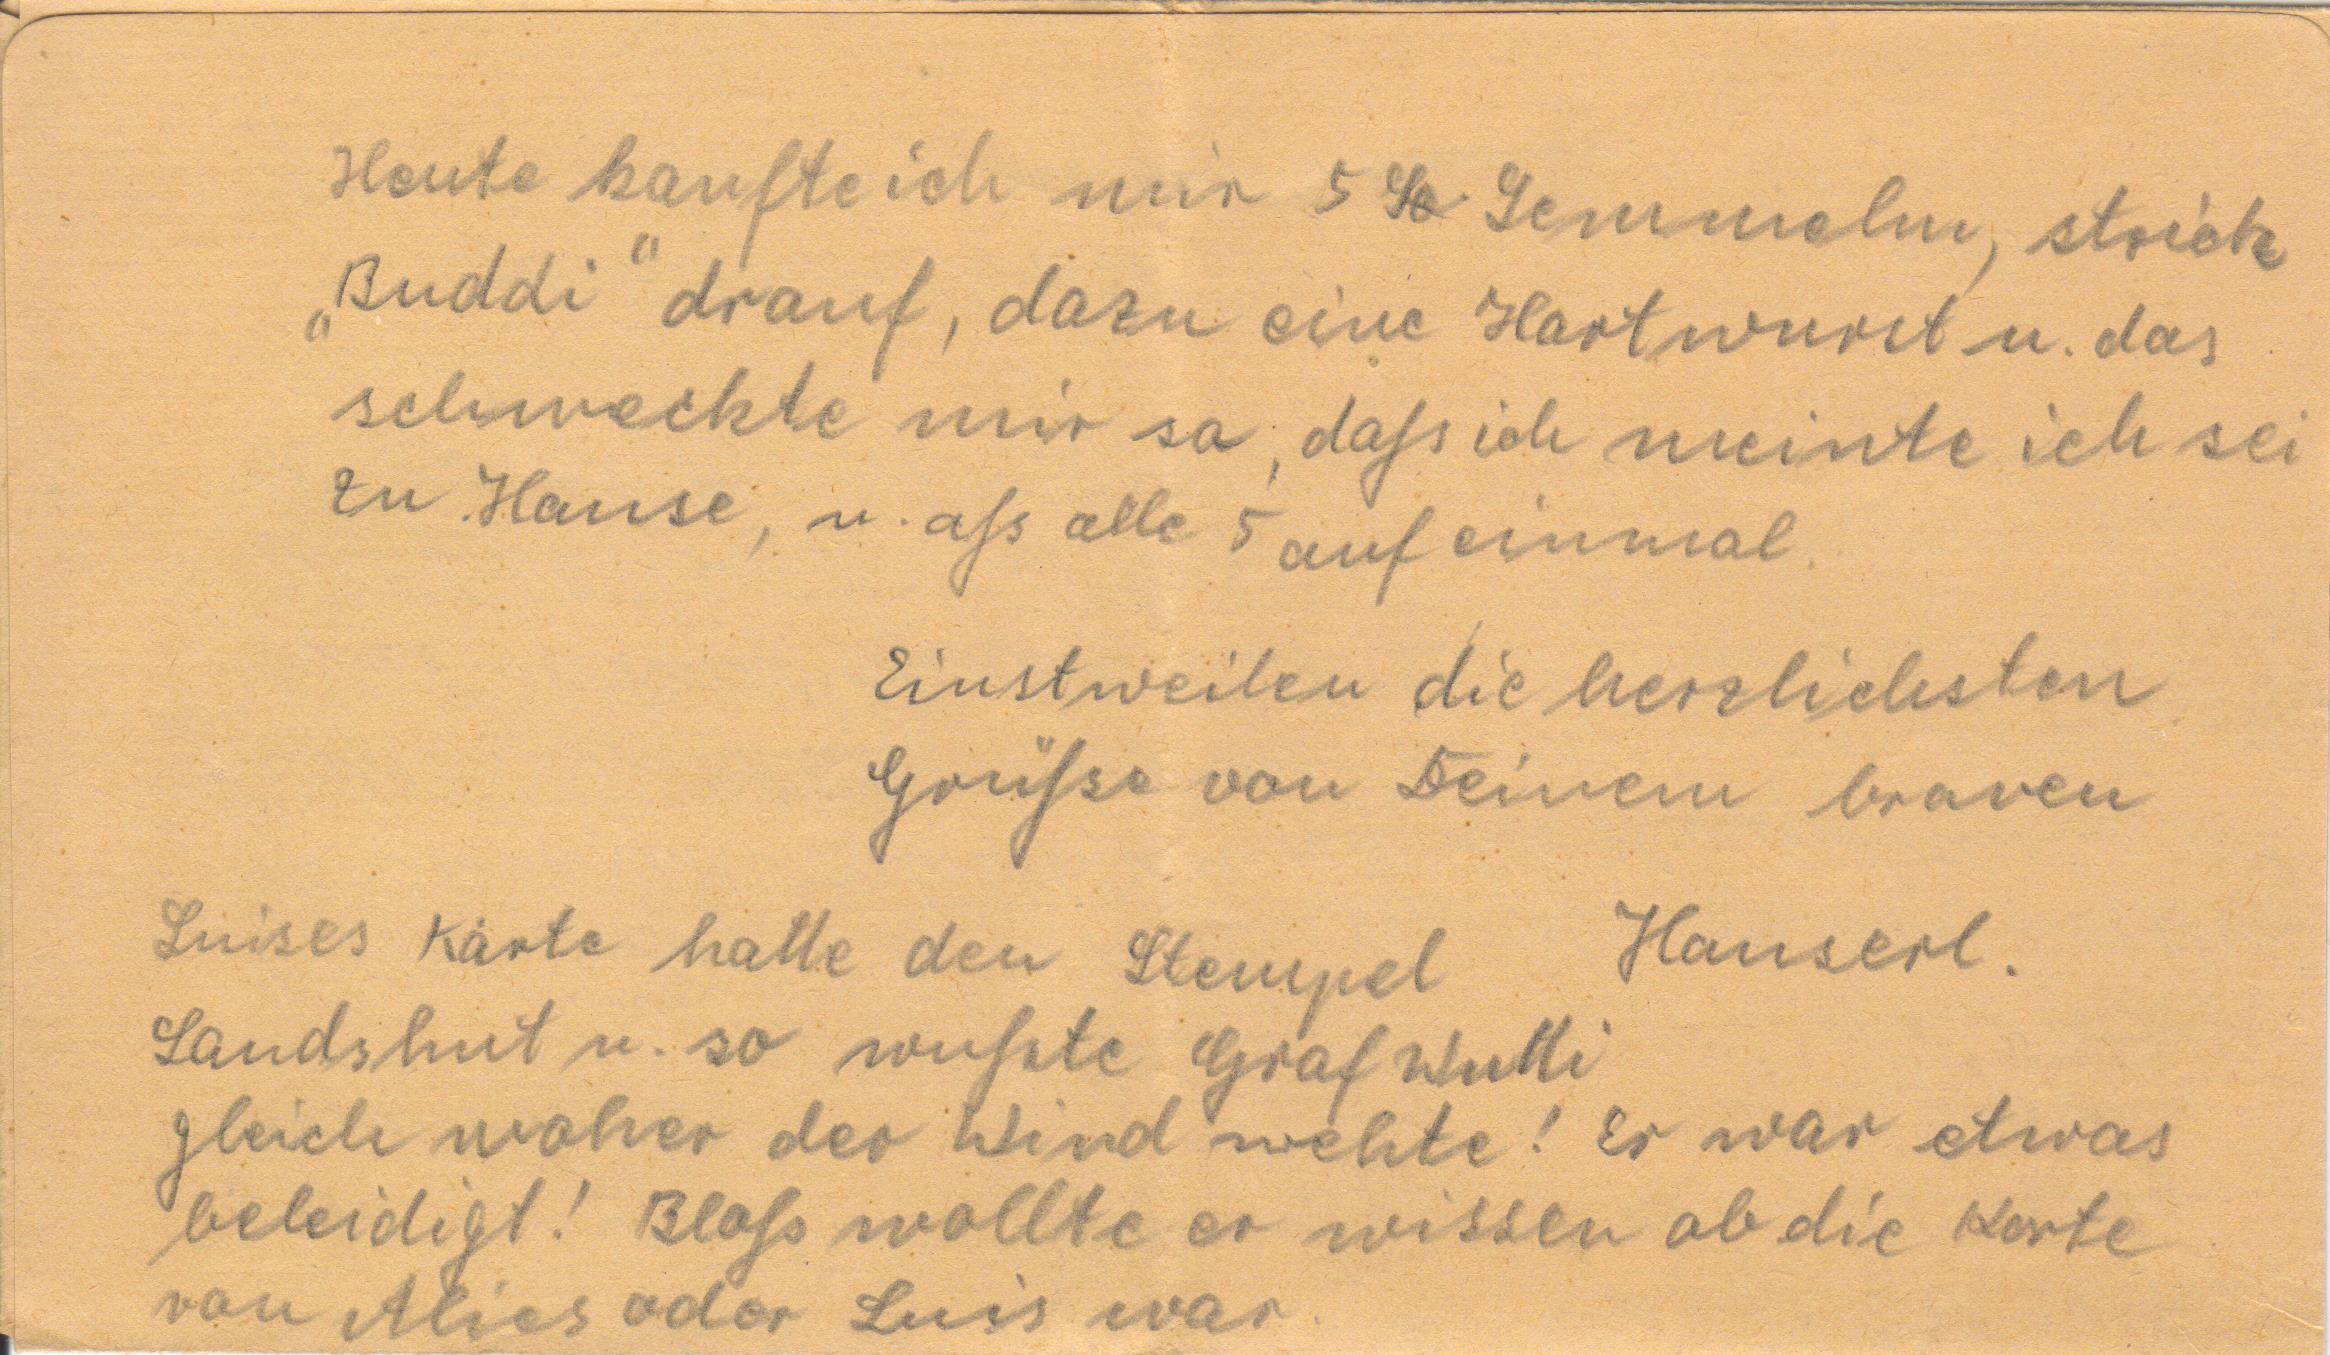 Heute kaufte ich mir 5 Se Semmeln, strich
„Buddi" drauf, dazu eine Hartwurst u. das
schmeckte mir so, dass ich meinte ich sei
zu Hause, u. ass alle 5 auf einmal.
Einstweilen die herzlichsten
Grüsse von Deinem braven
Hanserl.
Luises Karte hatte den Stempel
Landshut u. so wusste Graf Wutti
gleich woher der Wind wehte! Er war etwas
beleidigt! Bloss wollte er wissen ob die Karte
von Alies oder Luis war.